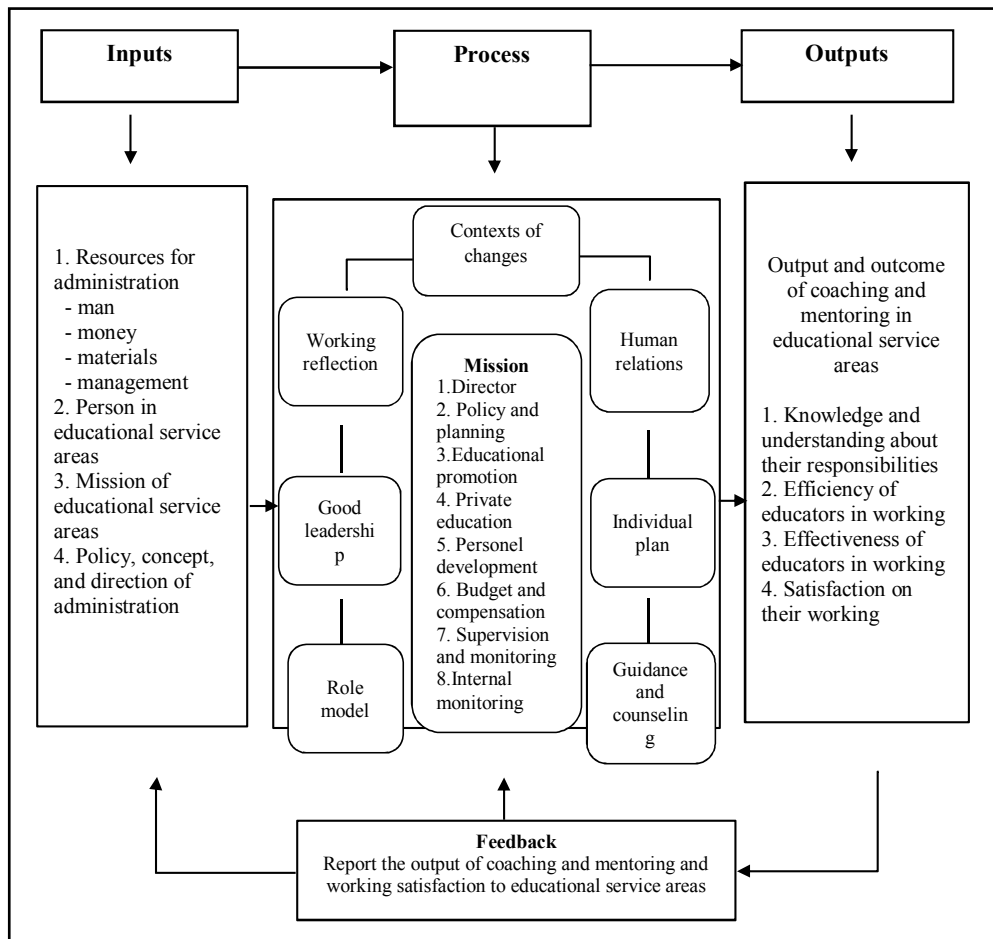 Inputs
Process
Outputs
1. Resources for
administration
- man
- money
- materials
- management
2. Person in
educational service
areas
3. Mission of
educational service
areas
4. Policy, concept,
and direction of
administration
Contexts of
changes
Working
reflection
Good
leadershi
p
Role
model
Mission
1.Director
2. Policy and
planning
3.Educational
promotion
4. Private
education
5. Personel
development
6. Budget and
compensation
7. Supervision
and monitoring
8.Internal
monitoring
Human
relations
Individual
plan
Guidance
and
counselin
g
Output and outcome
of coaching and
mentoring in
educational service
areas
1. Knowledge and
understanding about
their responsibilities
2. Efficiency of
educators in working
3. Effectiveness of
educators in working
4. Satisfaction on
their working
Feedback
Report the output of coaching and mentoring and
working satisfaction to educational service areas